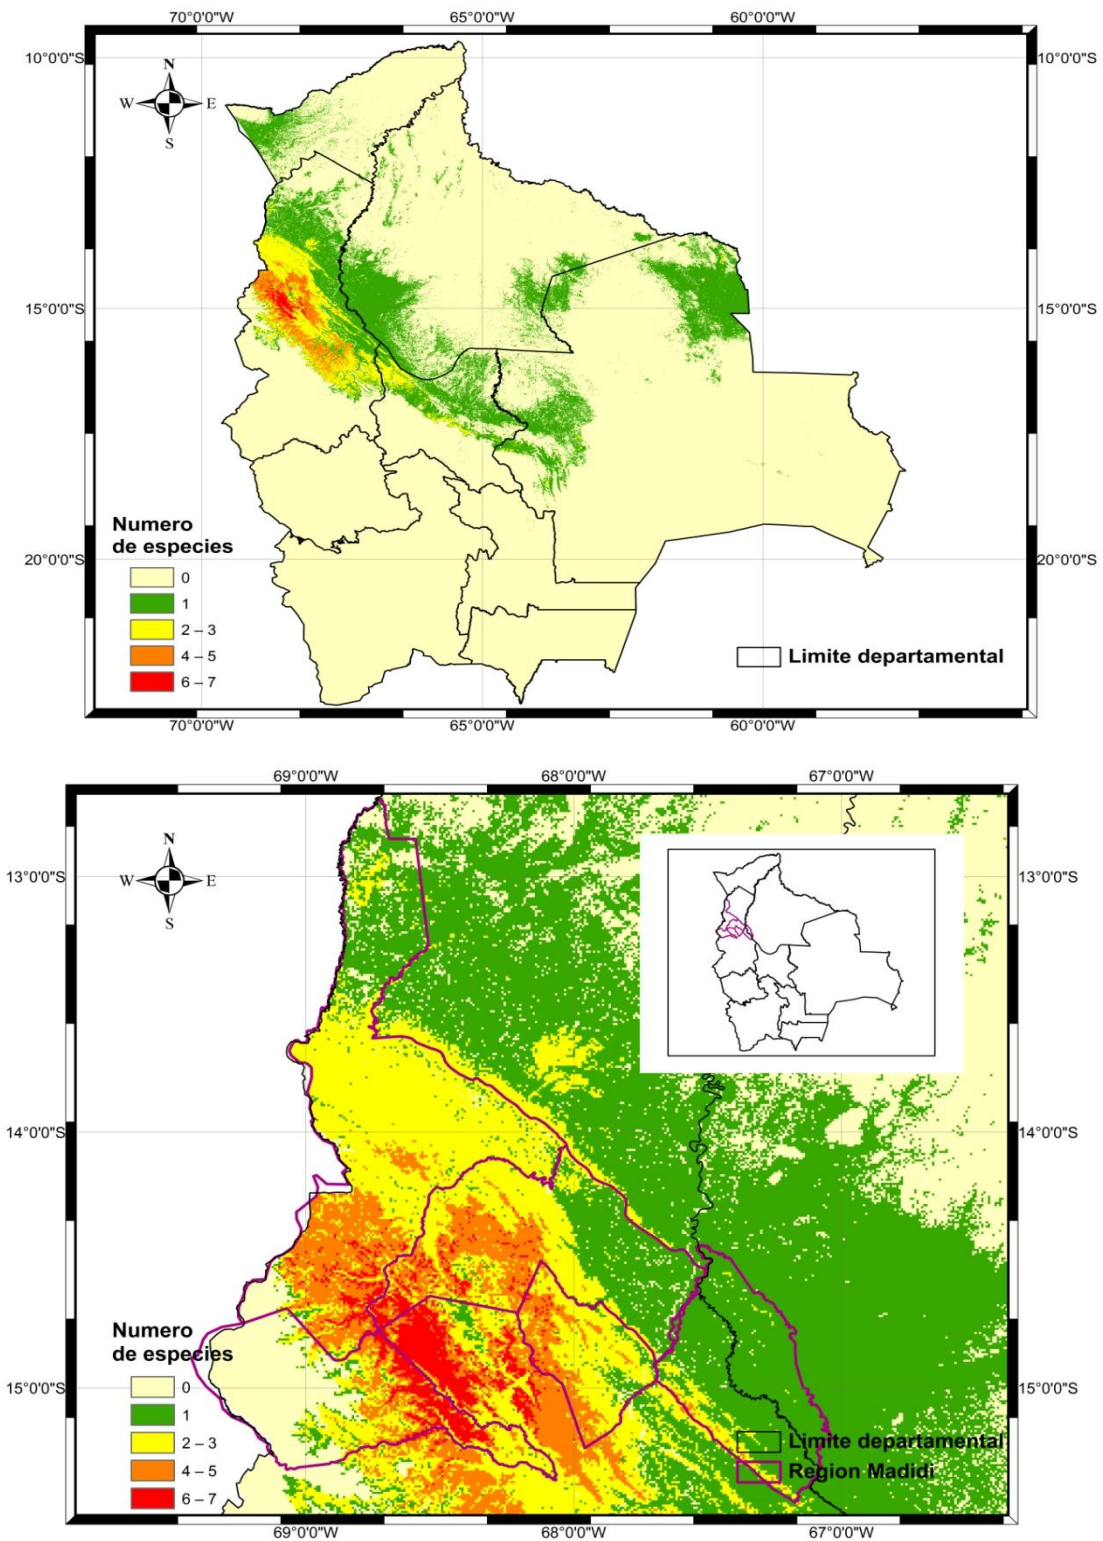 70°0'0"W 65°0'0"W 60°0'0"W
10°0'0"S 10°0'0"S
N
W E
S
15°0'0"S 15°0'0"S
Numero
de especies
20°0'0"S 20°0'0"S
0
1
2 – 3
4 – 5 Limite departamental
6 – 7
70°0'0"W 65°0'0"W 60°0'0"W
69°0'0"W 68°0'0"W 67°0'0"W
N
13°0'0"S 13°0'0"S
W E
S
14°0'0"S 14°0'0"S
Numero
de especies
15°0'0"S 15°0'0"S
0
1
2 – 3 Limite departamental
4 – 5 Region Madidi
6 – 7
69°0'0"W 68°0'0"W 67°0'0"W